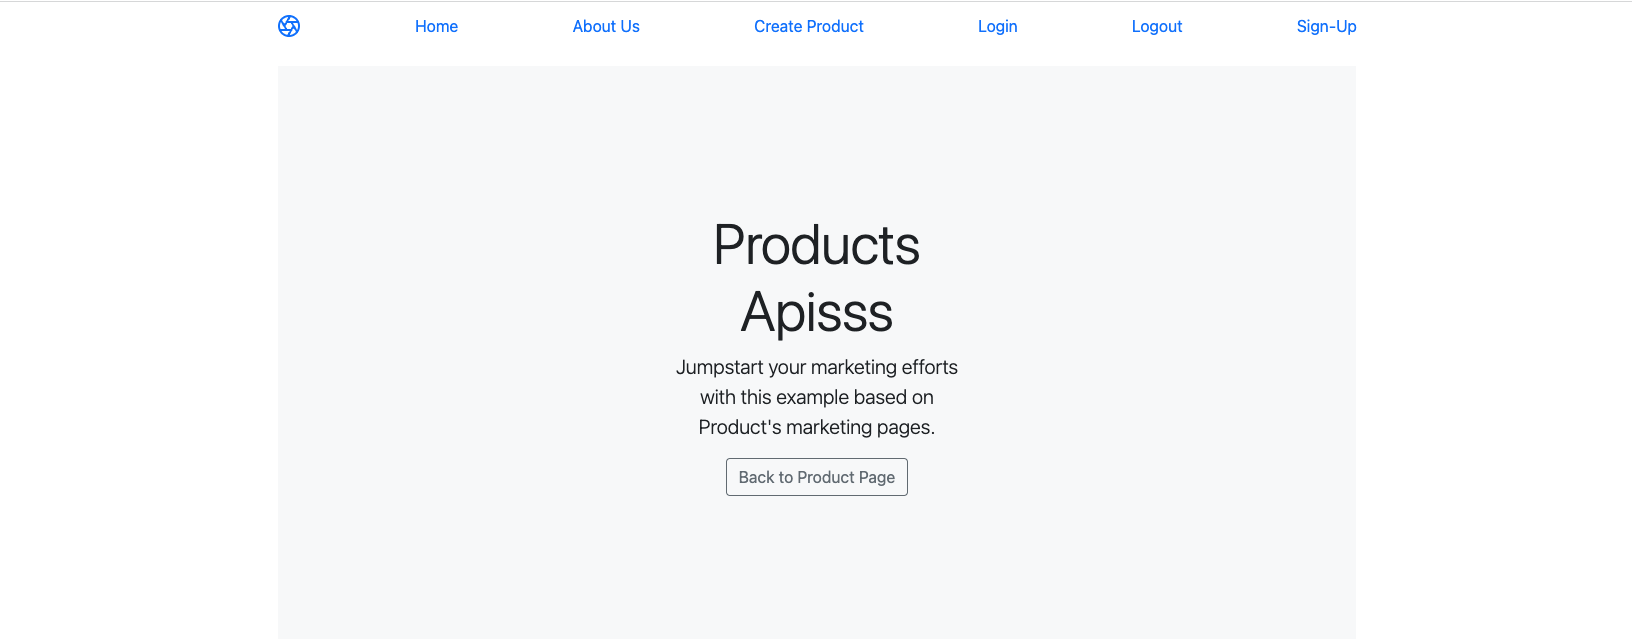 Home About Us Create Product Login Logout Sign-Up
Products
Apisss
Jumpstart your marketing efforts
with this example based on
Product's marketing pages.
Back to Product Page